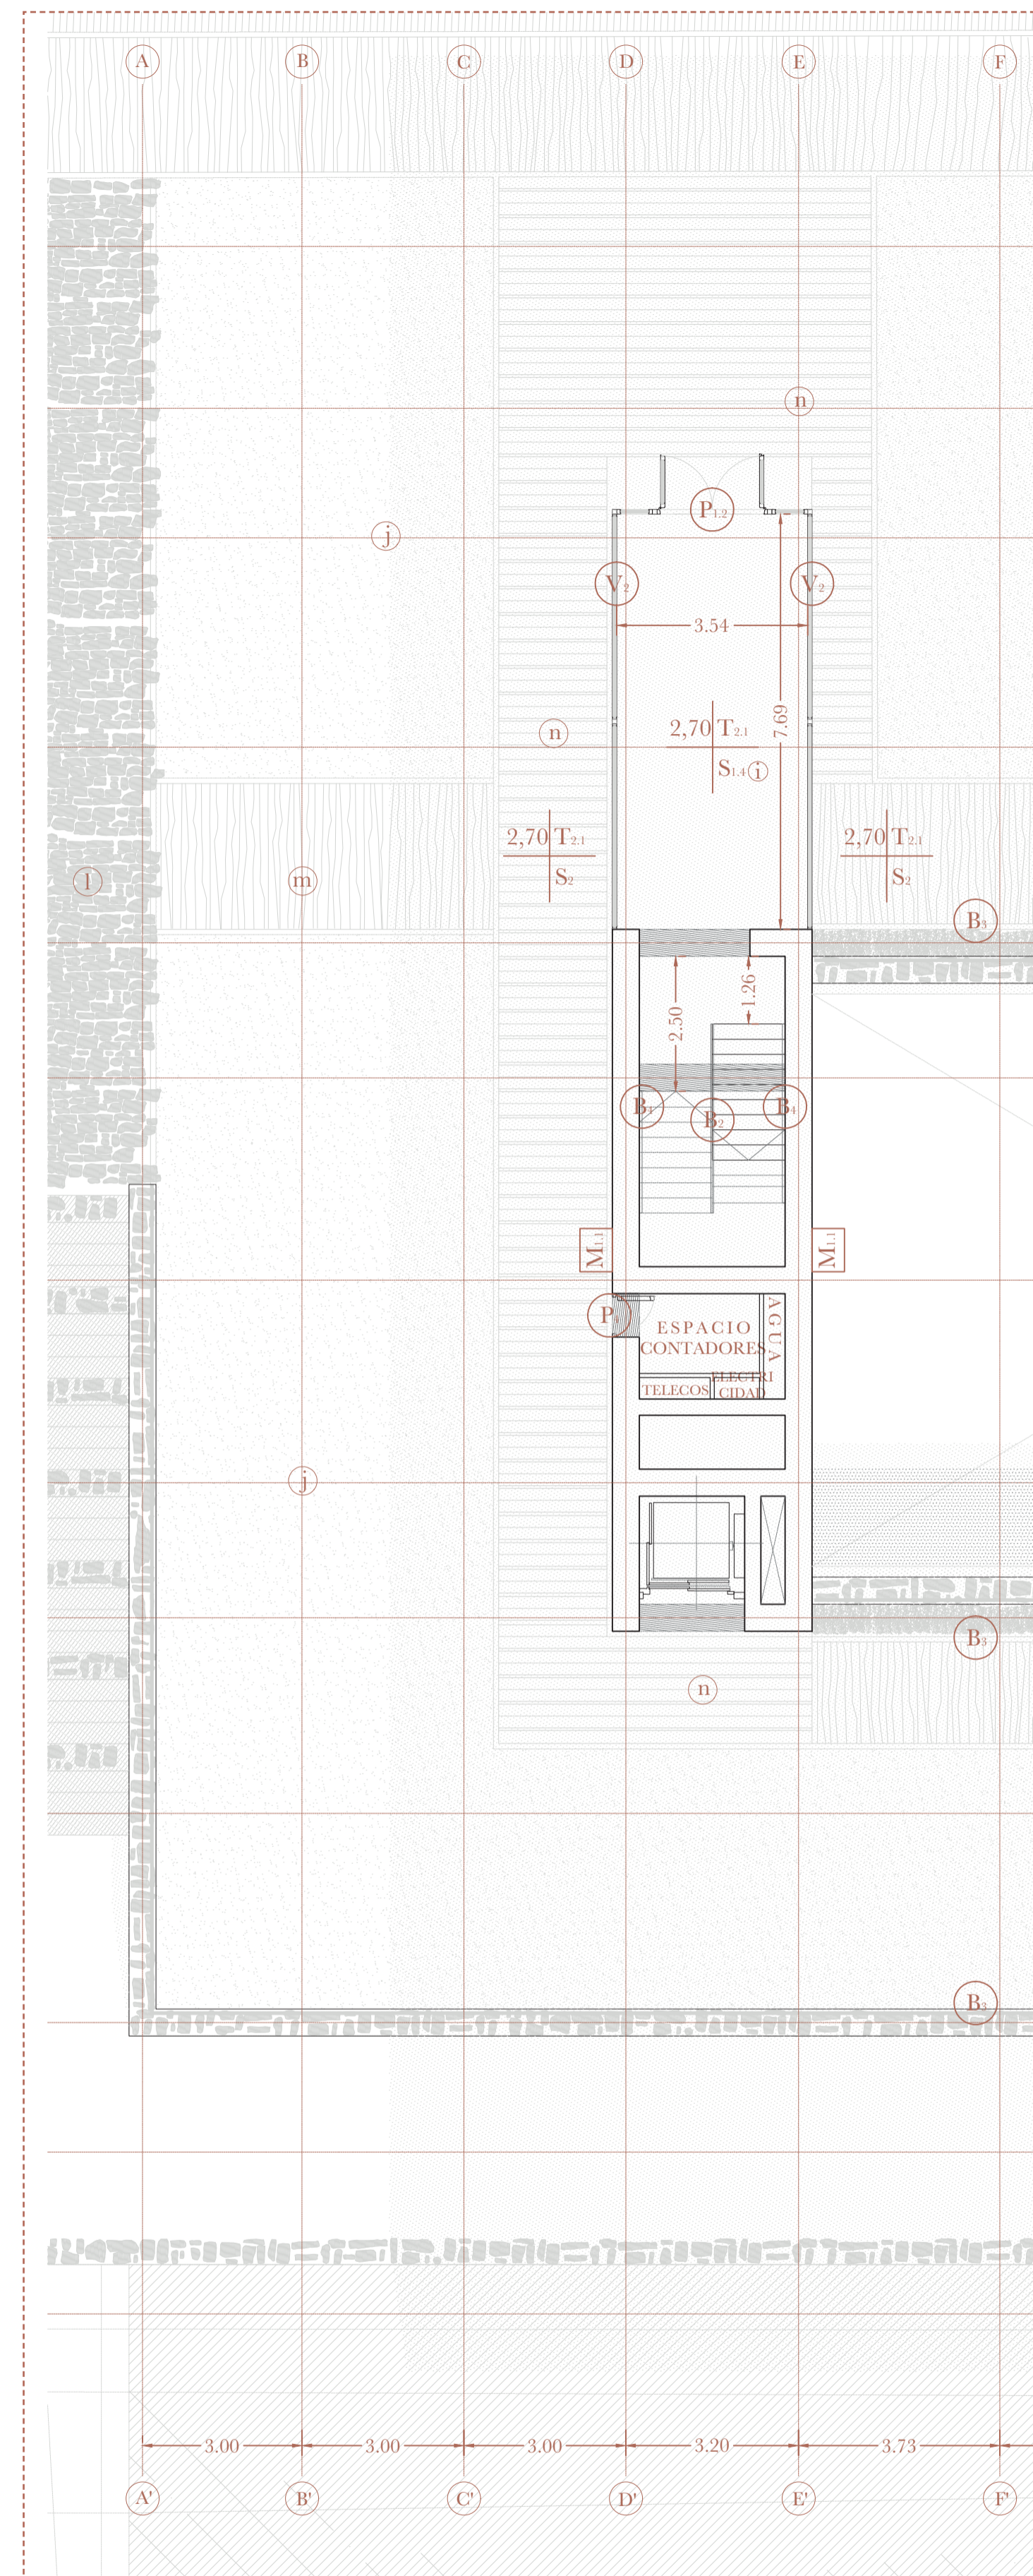 A B C D E F
n
P1.2
j
V2 V2
3.54
7.69
2,70 T2.1
S1.4 i
n
2,70 T2.1
S2
2,70 T2.1
S2
l
m
B3
1.26
2.50
B4 B2 B4
M1.1 M1.1
P
ESPACIO
CONTADORES
AGUA
TELECOS
ELECTRI
CIDAD
j
B3
n
B3
3.00 3.00 3.00 3.20 3.73
A' B' C' D' E' F'